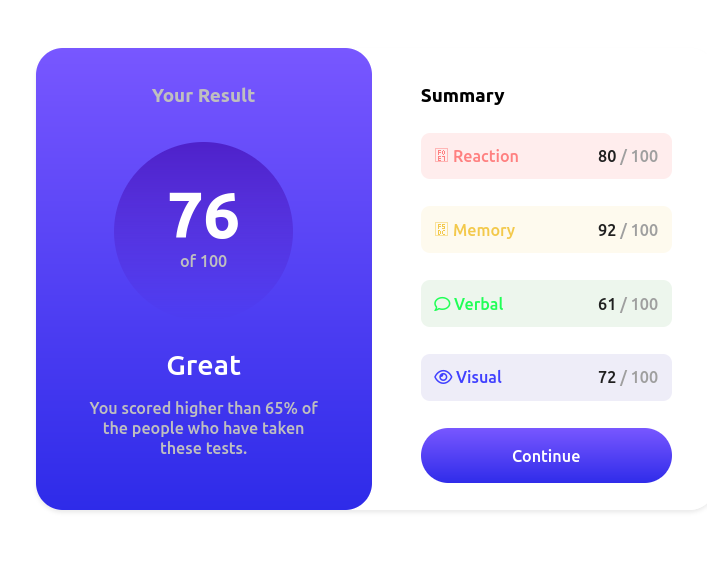 Your Result
76
of 100
Great
You scored higher than 65% of
the people who have taken
these tests.
Summary
Reaction 80 / 100
Memory 92 / 100
Verbal 61 / 100
Visual 72 / 100
Continue